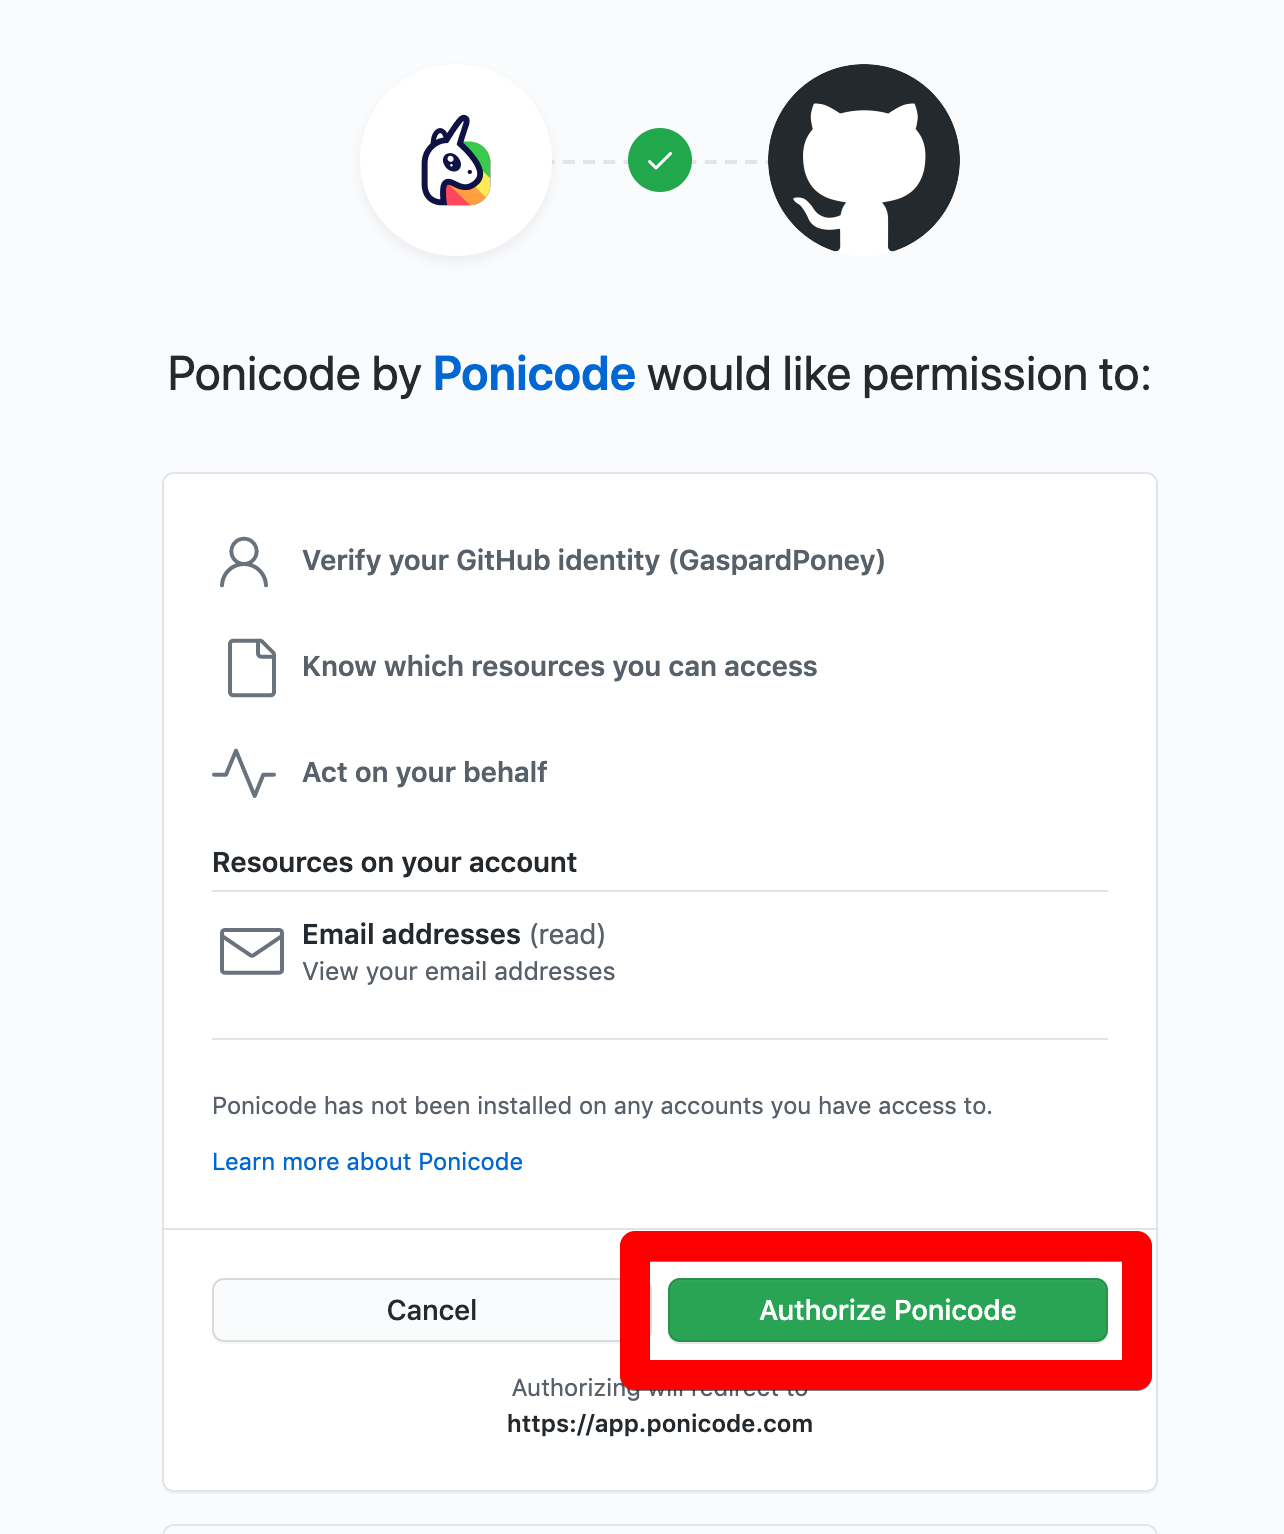 Ponicode by Ponicode would like permission to:
Verify your GitHub identity (GaspardPoney)
Know which resources you can access
Act on your behalf
Resources on your account
Email addresses (read)
View your email addresses
Ponicode has not been installed on any accounts you have access to.
Learn more about Ponicode
Cancel
Authorize Ponicode
Authorizing will redirect to
https://app.ponicode.com